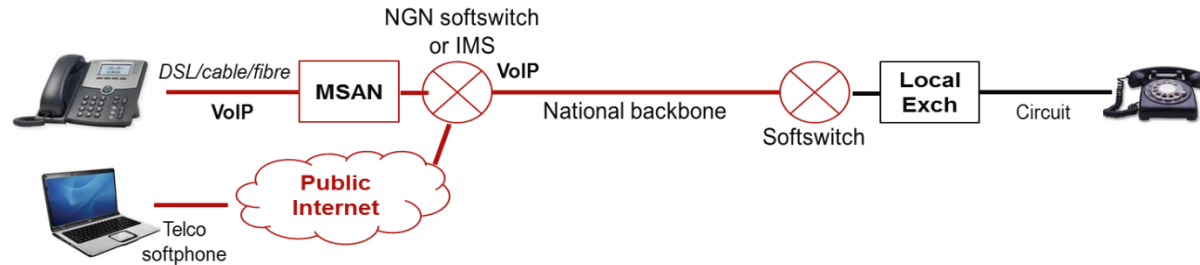 NGN softswitch
or IMS
DSL/cable/fibre
VoIP
MSAN
VoIP
National backbone
Softswitch
Local
Exch
Circuit
Public
Internet
Telco
softphone